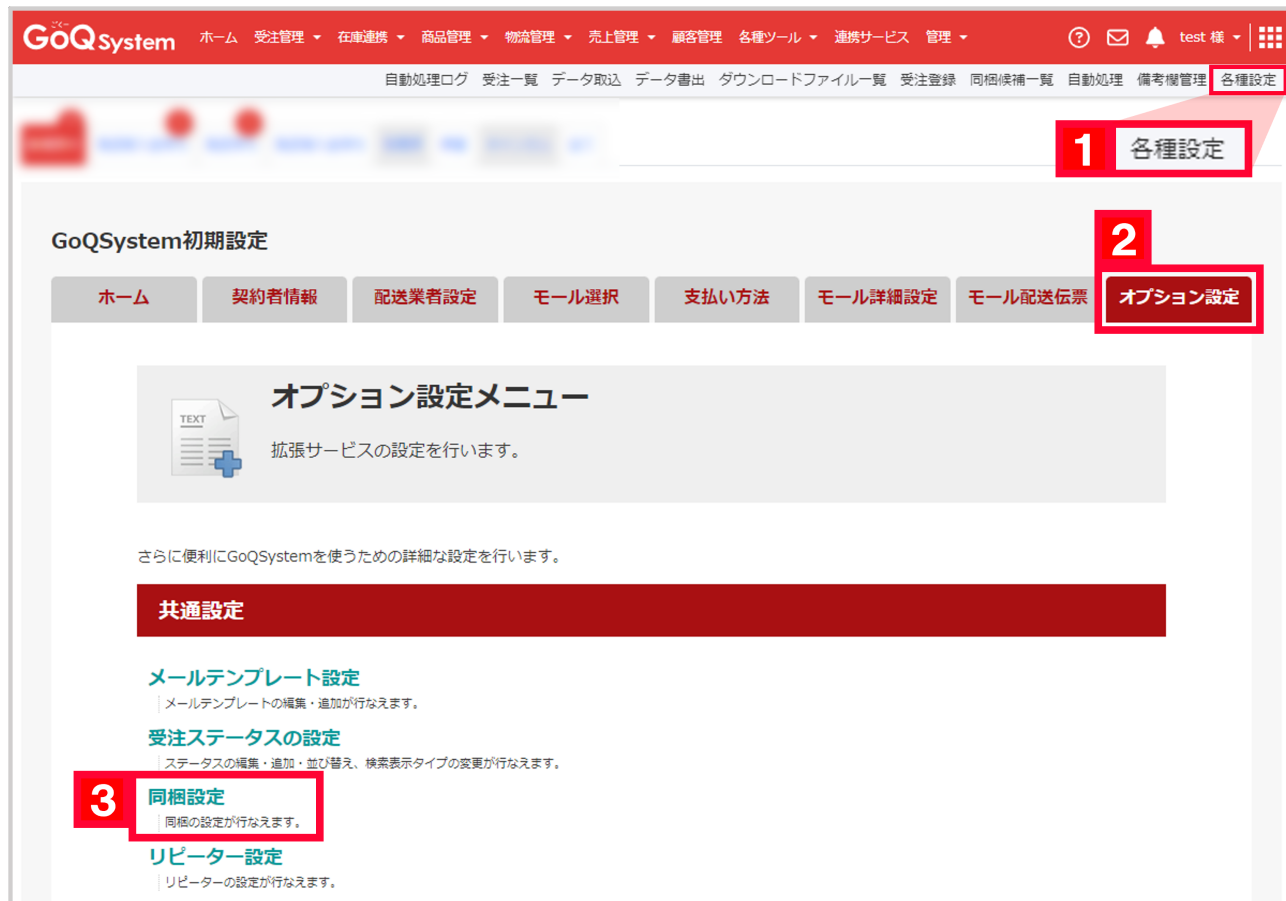 ごくー
GoQSystem ホーム 受注管理 在庫連携 商品管理 物流管理 売上管理 顧客管理 各種ツール 連携サービス 管理 ? test 様
自動処理ログ 受注一覧 データ取込 データ書出 ダウンロードファイル一覧 受注登録 同梱候補一覧 自動処理 備考欄管理 各種設定
1 各種設定
GoQSystem初期設定
2
ホーム 契約者情報 配送業者設定 モール選択 支払い方法 モール詳細設定 モール配送伝票 オプション設定
オプション設定メニュー
TEXT
拡張サービスの設定を行います。
さらに便利にGoQSystemを使うための詳細な設定を行います。
共通設定
メールテンプレート設定
メールテンプレートの編集・追加が行なえます。
受注ステータスの設定
ステータスの編集・追加・並び替え、検索表示タイプの変更が行なえます。
3 同梱設定
同梱の設定が行なえます。
リピーター設定
リピーターの設定が行なえます。